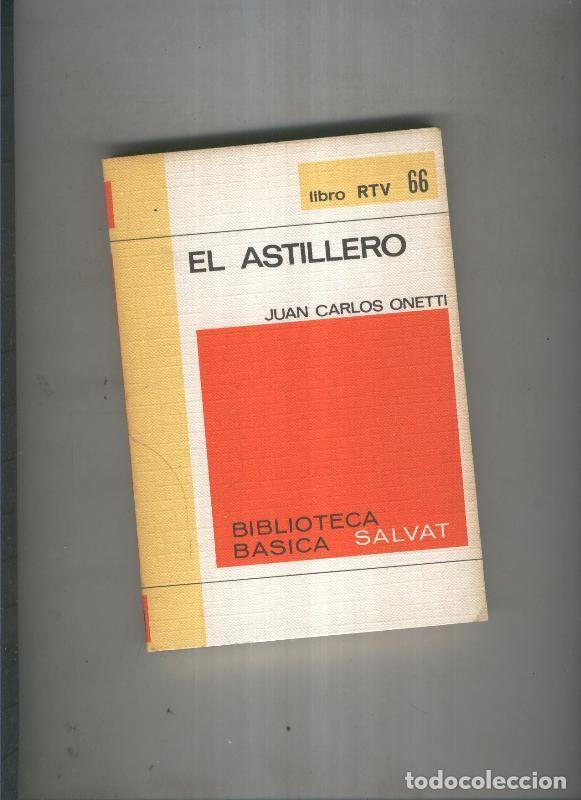 libro RTV 66
EL ASTILLERO
JUAN CARLOS ONETTI
BIBLIOTECA
BASICA SALVAT
todocoleccion